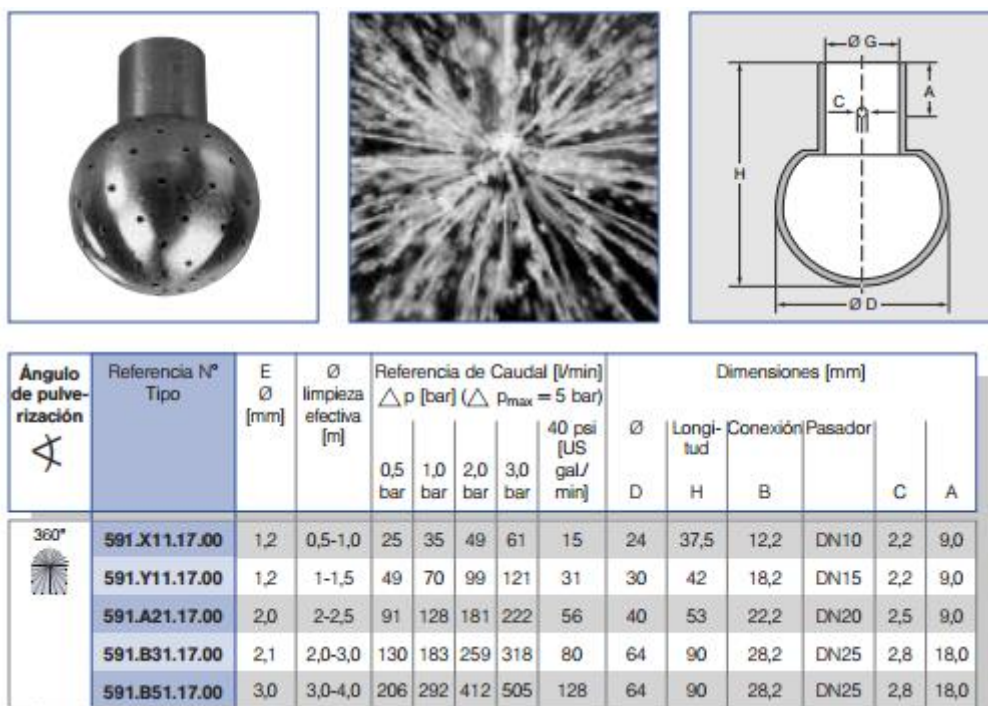 Ø G
A
C
H
Ø D
Ángulo de pulve-rización
Referencia N° Tipo
E Ø [mm]
Ø limpieza efectiva [m]
Referencia de Caudal [l/min]
△ p [bar] (△ pmax = 5 bar)
0,5 bar
1,0 bar
2,0 bar
3,0 bar
40 psi [US gal./ min]
Dimensiones [mm]
Ø D
Longi-tud H
Conexión B
Pasador
C
A
360°
591.X11.17.00 1,2 0,5-1,0 25 35 49 61 15 24 37,5 12,2 DN10 2,2 9,0
591.Y11.17.00 1,2 1-1,5 49 70 99 121 31 30 42 18,2 DN15 2,2 9,0
591.A21.17.00 2,0 2-2,5 91 128 181 222 56 40 53 22,2 DN20 2,5 9,0
591.B31.17.00 2,1 2,0-3,0 130 183 259 318 80 64 90 28,2 DN25 2,8 18,0
591.B51.17.00 3,0 3,0-4,0 206 292 412 505 128 64 90 28,2 DN25 2,8 18,0